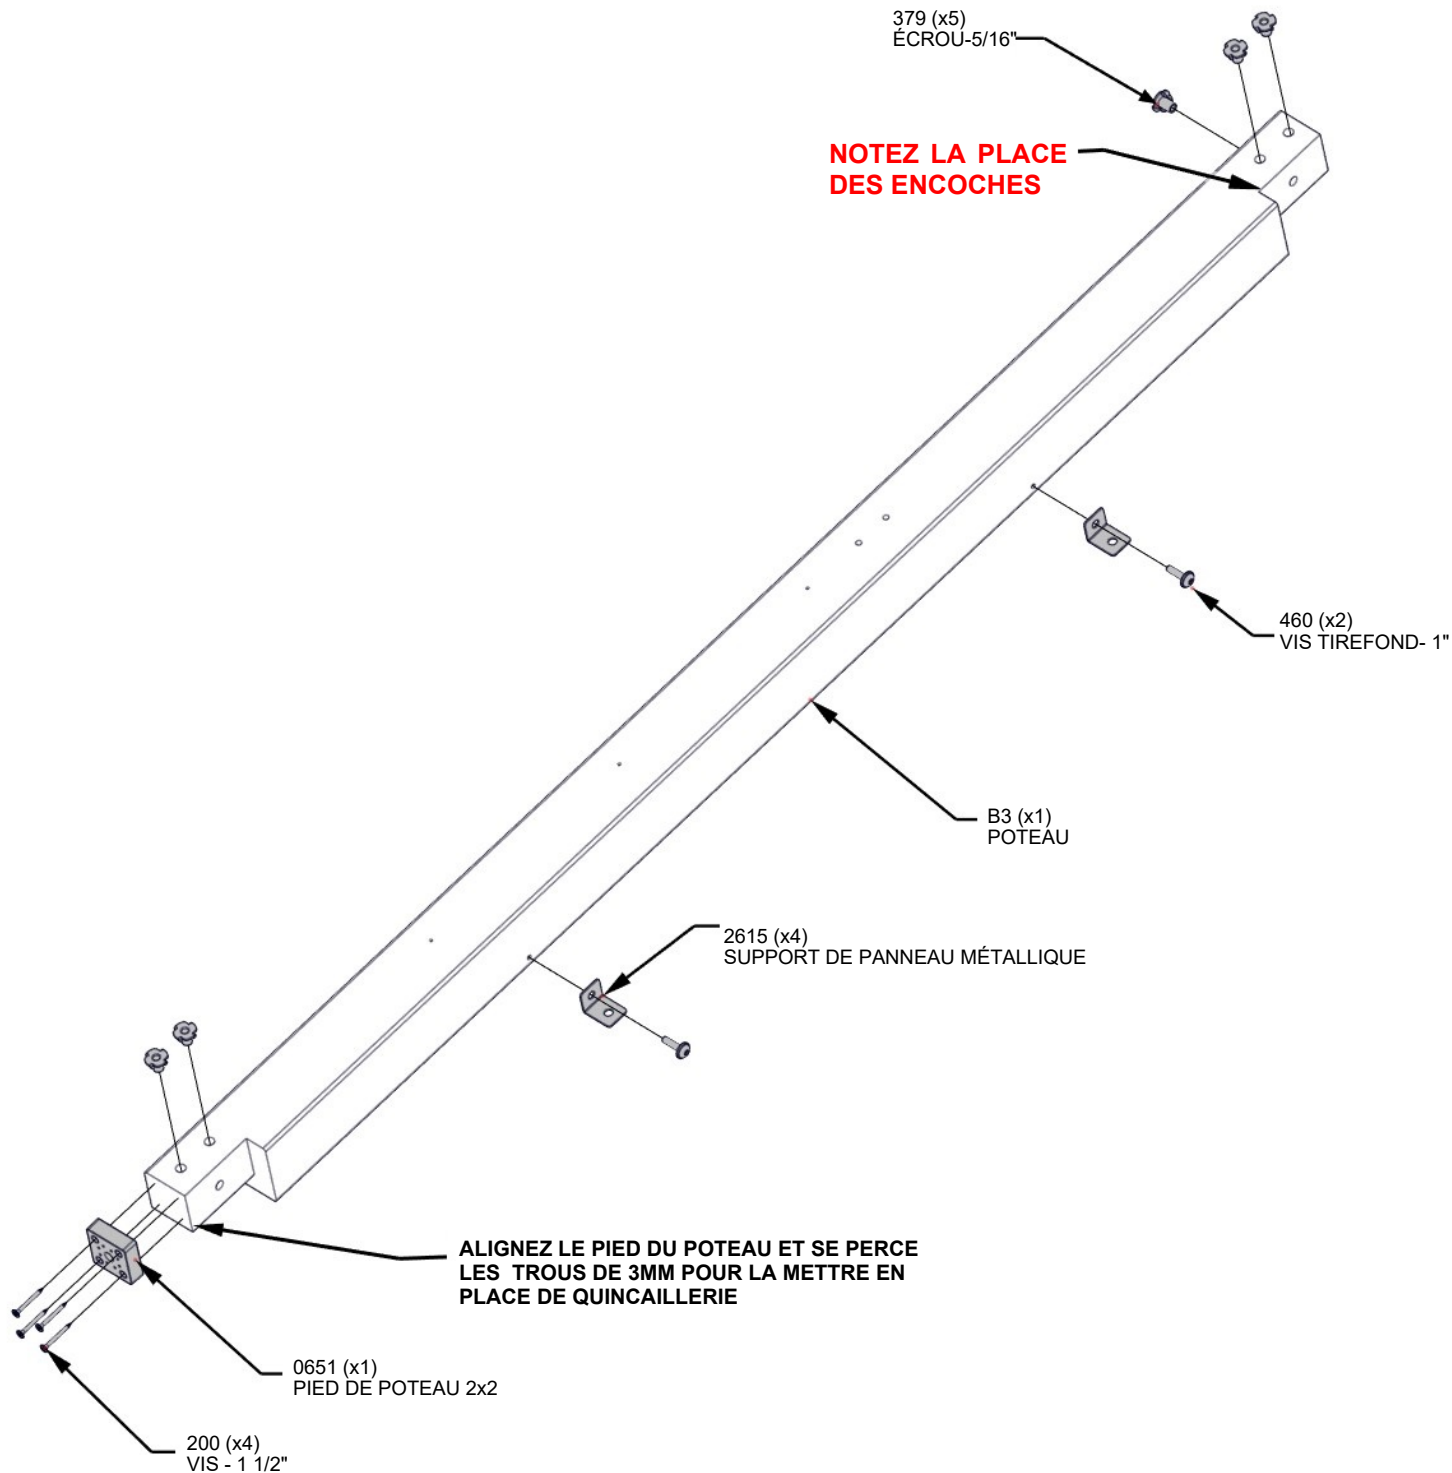 379 (x5)
ÉCROU-5/16"
NOTEZ LA PLACE
DES ENCOCHES
460 (x2)
VIS TIREFOND- 1"
B3 (x1)
POTEAU
2615 (x4)
SUPPORT DE PANNEAU MÉTALLIQUE
ALIGNEZ LE PIED DU POTEAU ET SE PERCE
LES TROUS DE 3MM POUR LA METTRE EN
PLACE DE QUINCAILLERIE
0651 (x1)
PIED DE POTEAU 2x2
200 (x4)
VIS - 1 1/2"